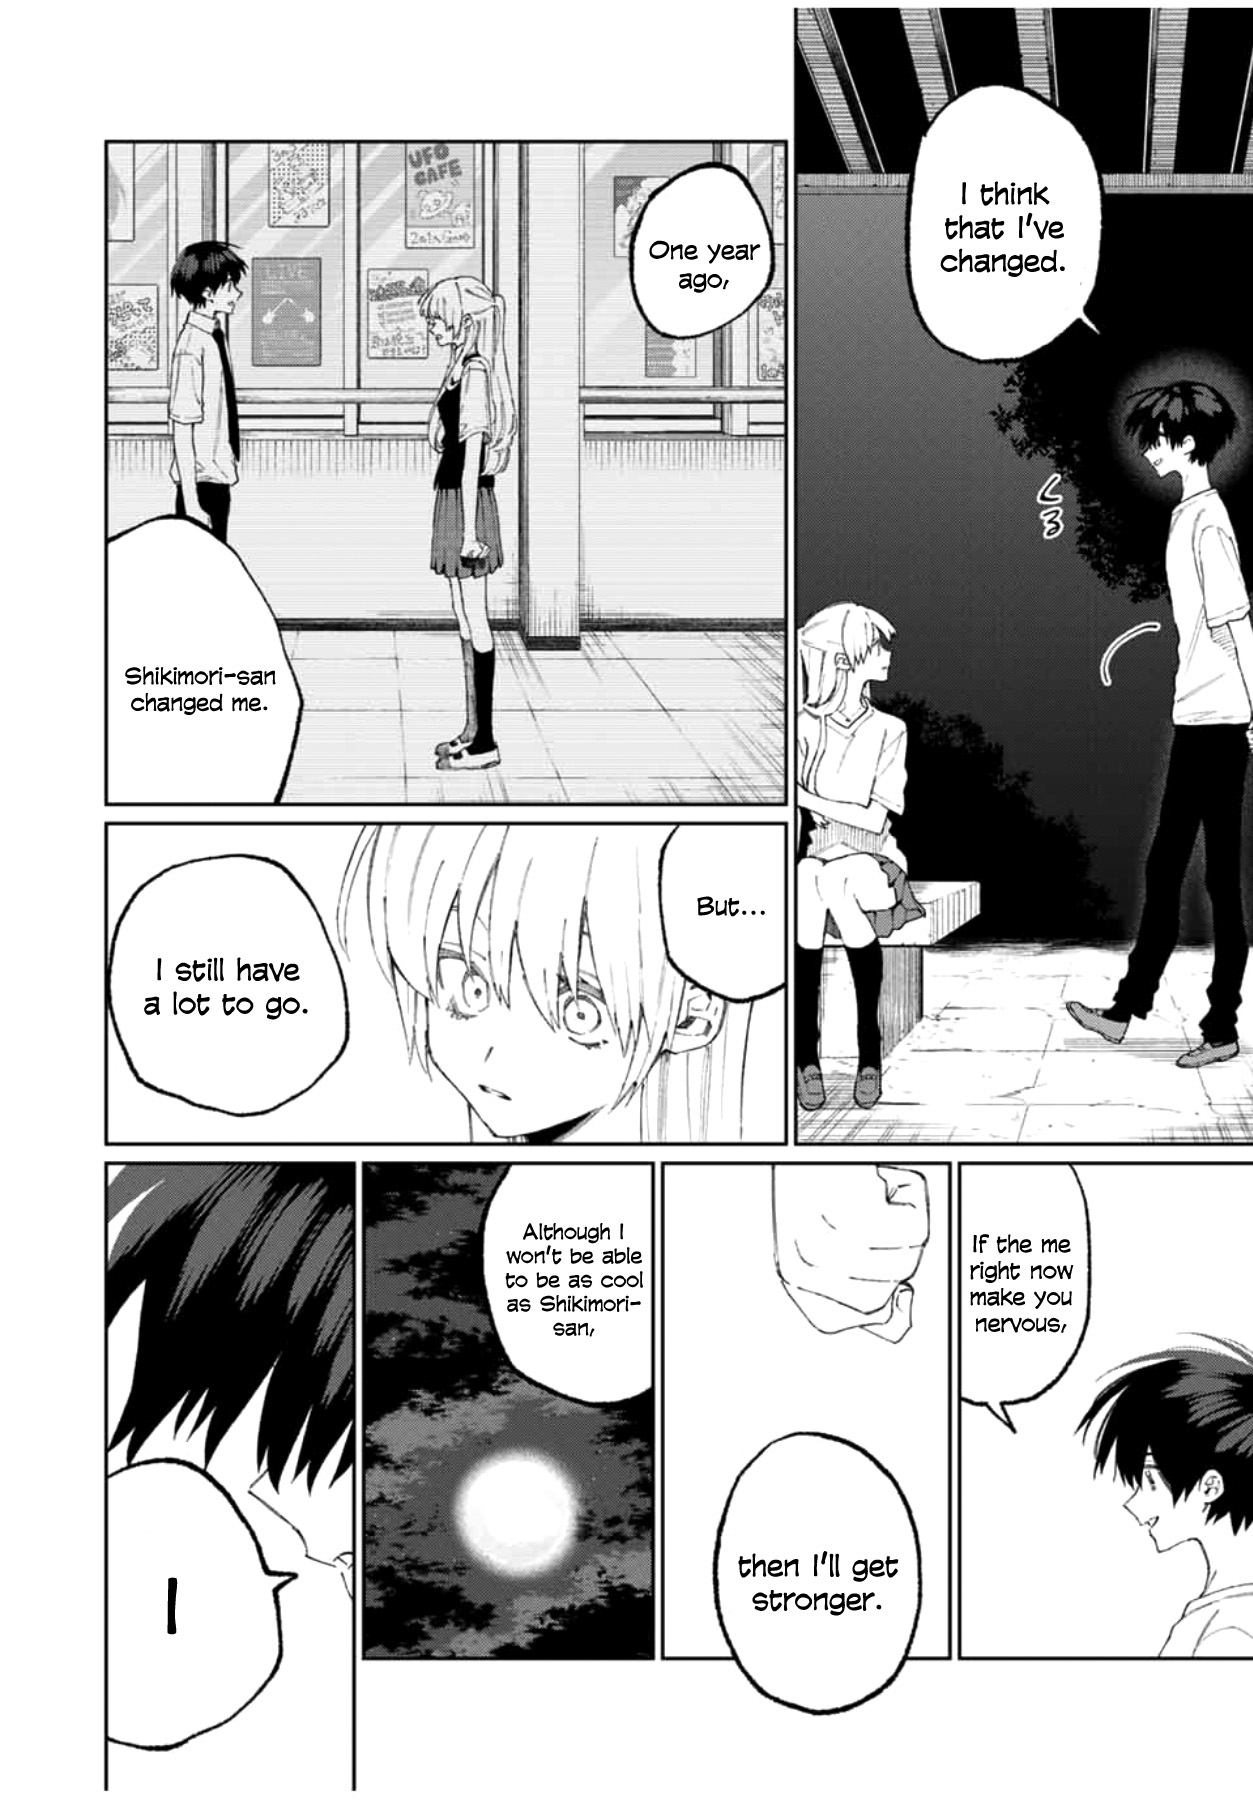 I think
that I've
changed.
くる
One year
ago,
UFO
CAFE
LIVE
Shikimori-san
changed me.
But...
I still have
a lot to go.
If the me
right now
make you
nervous,
then I'll get
stronger.
Although I
won't be able
to be as cool
as Shikimori-
san,
I